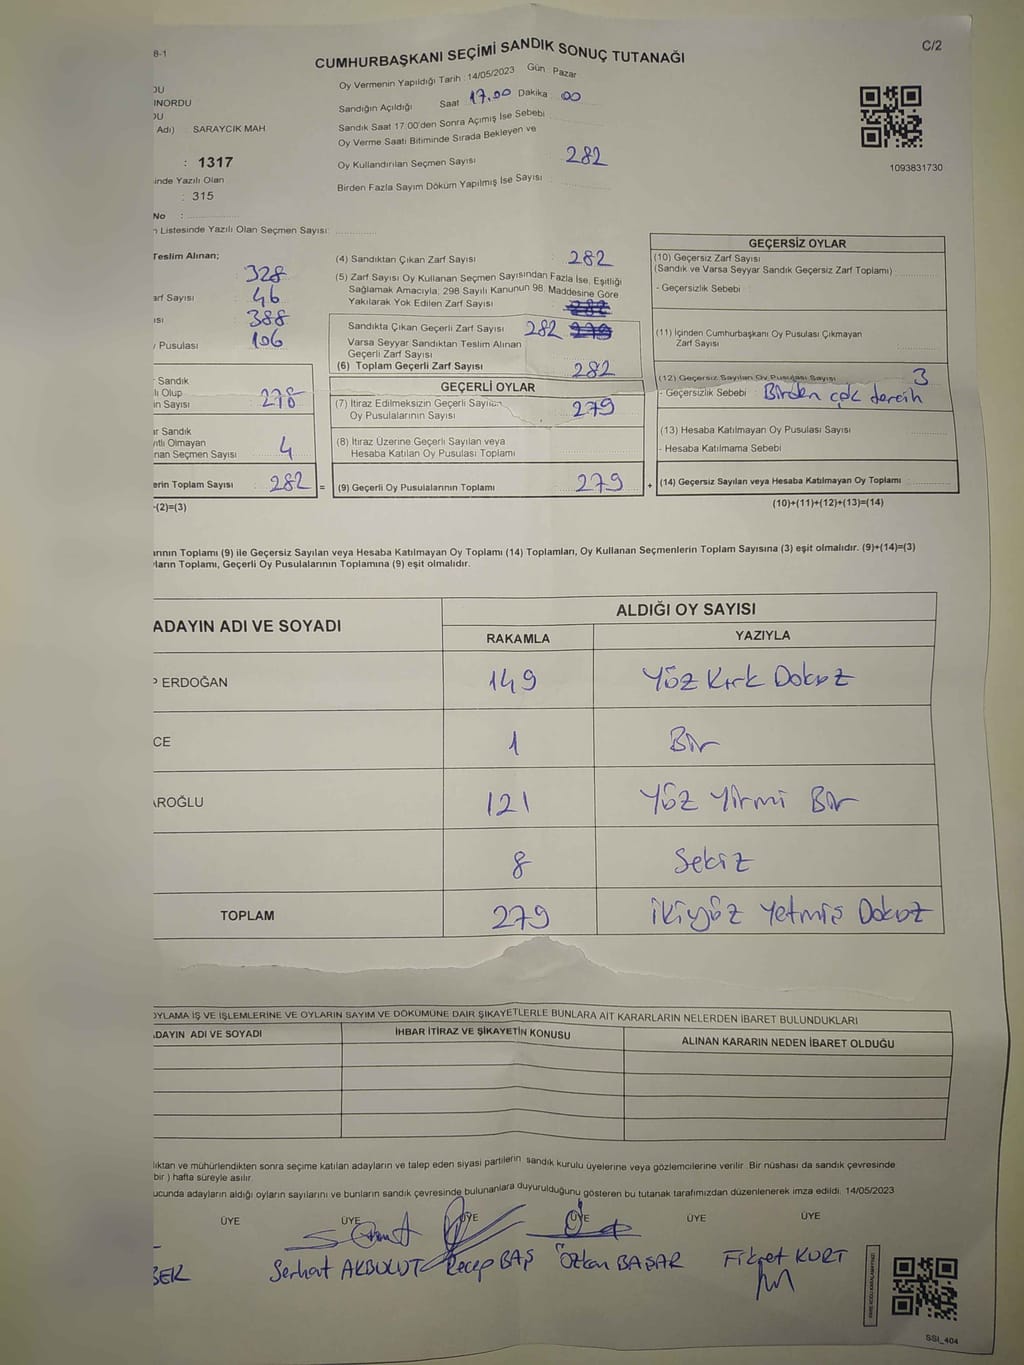 8-1
C/2
CUMHURBAŞKANI SEÇİMİ SANDIK SONUÇ TUTANAĞI
Oy Vermenin Yapıldığı Tarih : 14/05/2023 Gün Pazar
DU
Sandığın Açıldığı Saat 17.00 Dakika 00
INORDU
DU
Sandık Saat 17:00'den Sonra Açımış İse Sebebi
Adı) SARAYCIK MAH
Oy Verme Saati Bitiminde Sırada Bekleyen ve
Oy Kullandırılan Seçmen Sayısı 282
: 1317
1093831730
inde Yazılı Olan
Birden Fazla Sayım Döküm Yapılmış İse Sayısı
: 315
No :
n Listesinde Yazılı Olan Seçmen Sayısı:
Teslim Alınan;
328
arf Sayısı 46
ısı 388
y Pusulası 106
r Sandık
lı Olup
in Sayısı 278
ır Sandık
ıtlı Olmayan
nan Seçmen Sayısı 4
erin Toplam Sayısı 282 =
-(2)=(3)
(4) Sandıktan Çıkan Zarf Sayısı 282
(5) Zarf Sayısı Oy Kullanan Seçmen Sayısından Fazla İse, Eşitliği
Sağlamak Amacıyla; 298 Sayılı Kanunun 98. Maddesine Göre
Yakılarak Yok Edilen Zarf Sayısı 282
Sandıkta Çıkan Geçerli Zarf Sayısı 282 279
Varsa Seyyar Sandıktan Teslim Alınan
Geçerli Zarf Sayısı
(6) Toplam Geçerli Zarf Sayısı 282
GEÇERLİ OYLAR
(7) İtiraz Edilmeksizin Geçerli Sayılan
Oy Pusulalarının Sayısı 279
(8) İtiraz Üzerine Geçerli Sayılan veya
Hesaba Katılan Oy Pusulası Toplamı
(9) Geçerli Oy Pusulalarının Toplamı 279 +
GEÇERSİZ OYLAR
(10) Geçersiz Zarf Sayısı
(Sandık ve Varsa Seyyar Sandık Geçersiz Zarf Toplamı)
- Geçersizlik Sebebi
(11) İçinden Cumhurbaşkanı Oy Pusulası Çıkmayan
Zarf Sayısı
(12) Geçersiz Sayılan Oy Pusulası Sayısı 3
- Geçersizlik Sebebi Birden çok tercih
(13) Hesaba Katılmayan Oy Pusulası Sayısı
- Hesaba Katılmama Sebebi
(14) Geçersiz Sayılan veya Hesaba Katılmayan Oy Toplamı
(10)+(11)+(12)+(13)=(14)
ının Toplamı (9) ile Geçersiz Sayılan veya Hesaba Katılmayan Oy Toplamı (14) Toplamları, Oy Kullanan Seçmenlerin Toplam Sayısına (3) eşit olmalıdır. (9)+(14)=(3)
ların Toplamı, Geçerli Oy Pusulalarının Toplamına (9) eşit olmalıdır.
ADAYIN ADI VE SOYADI
ALDIĞI OY SAYISI
RAKAMLA YAZIYLA
P ERDOĞAN 149 Yüz Kırk Dokuz
CE 1 Bir
AROĞLU 121 Yüz Yirmi Bir
8 Sekiz
TOPLAM 279 İkiyüz Yetmiş Dokuz
OYLAMA İŞ VE İŞLEMLERİNE VE OYLARIN SAYIM VE DÖKÜMÜNE DAİR ŞİKAYETLERLE BUNLARA AİT KARARLARIN NELERDEN İBARET BULUNDUKLARI
ADAYIN ADI VE SOYADI İHBAR İTİRAZ VE ŞİKAYETİN KONUSU ALINAN KARARIN NEDEN İBARET OLDUĞU
lıktan ve mühürlendikten sonra seçime katılan adayların ve talep eden siyasi partilerin sandık kurulu üyelerine veya gözlemcilerine verilir. Bir nüshası da sandık çevresinde
bir ) hafta süreyle asılır.
ucunda adayların aldığı oyların sayılarını ve bunların sandık çevresinde bulunanlara duyurulduğunu gösteren bu tutanak tarafımızdan düzenlenerek imza edildi. 14/05/2023
ÜYE ÜYE ÜYE ÜYE ÜYE ÜYE
BER Serhat AKBULUT Recep BAŞ Özkan BAŞAR Fikret KURT
SSI_404